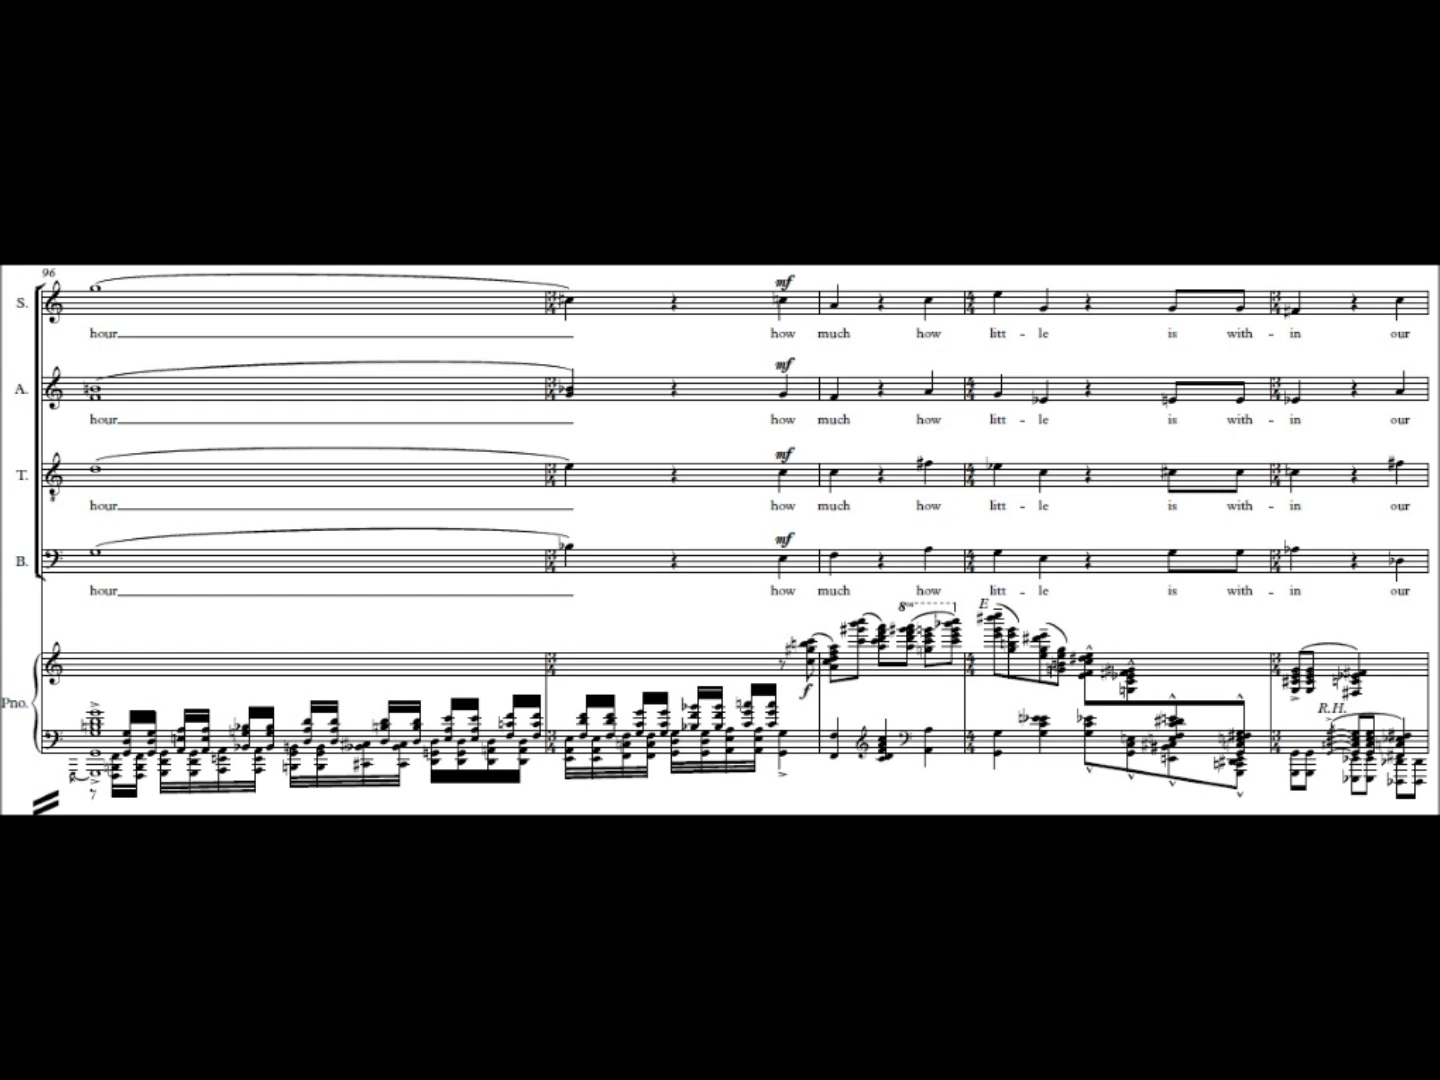 96
S.
mf
hour how much how litt - le is with - in our
A.
mf
hour how much how litt - le is with - in our
T.
mf
hour how much how litt - le is with - in our
B.
mf
hour how much how litt - le is with - in our
8va
E
Pno.
f
R.H.